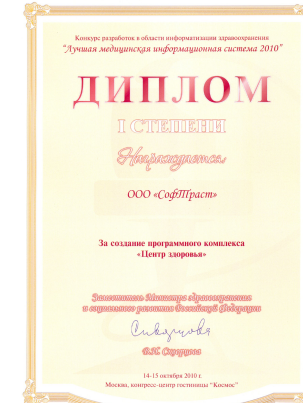 Конкурс разработок в области информатизации здравоохранения
“Лучшая медицинская информационная система 2010”
ДИПЛОМ
I СТЕПЕНИ
Награждается
ООО «СофТраст»
За создание программного комплекса
«Центр здоровья»
Заместитель Министра здравоохранения
и социального развития Российской Федерации
В.И. Скворцова
14-15 октября 2010 г.
Москва, конгресс-центр гостиницы “Космос”